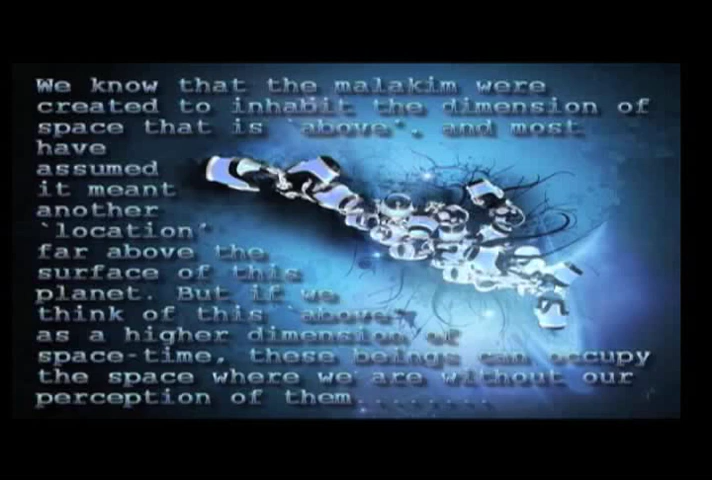 We know that the malakim were
created to inhabit the dimension of
space that is `above`, and most
have
assumed
it meant
another
`location`
far above the
surface of this
planet. But if we
think of this `above`
as a higher dimension of
space-time, these beings can occupy
the space where we are without our
perception of them.........